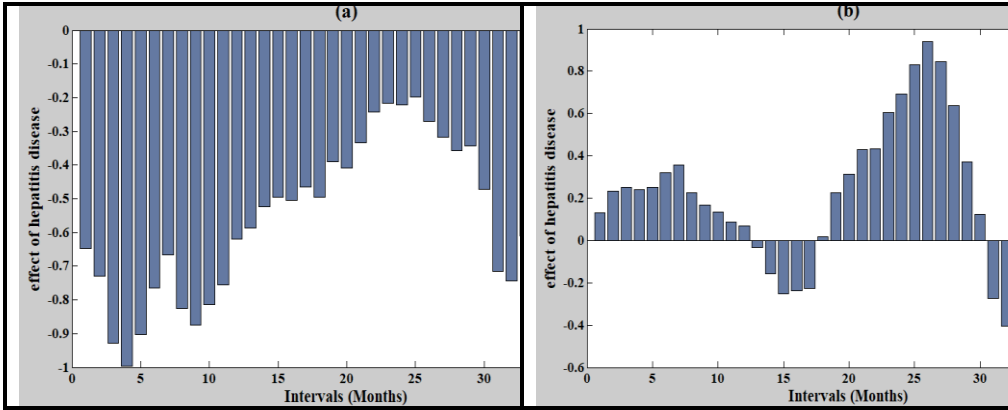 (a)
0
-0.1
-0.2
-0.3
-0.4
-0.5
-0.6
-0.7
-0.8
-0.9
-1
effect of hepatitis disease
0 5 10 15 20 25 30
Intervals (Months)
(b)
1
0.8
0.6
0.4
0.2
0
-0.2
-0.4
-0.6
effect of hepatitis disease
0 5 10 15 20 25 30
Intervals (Months)